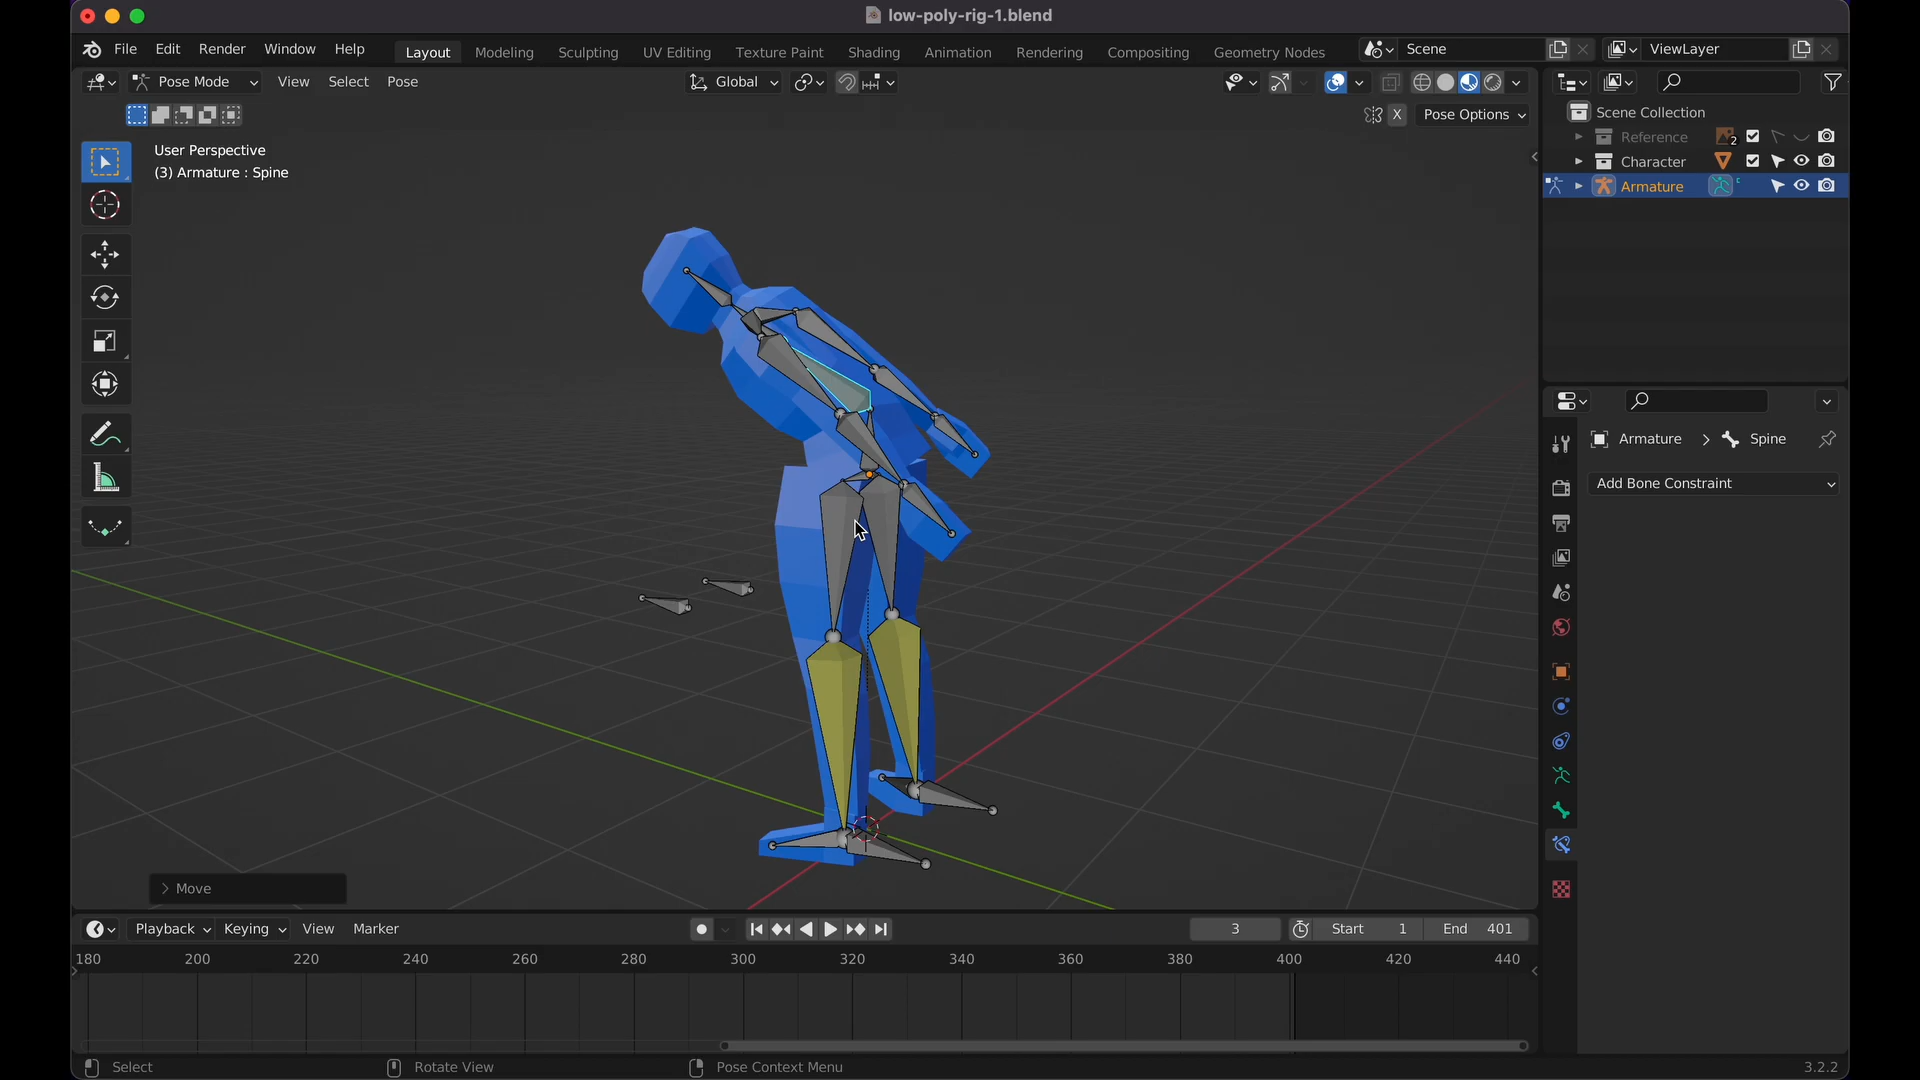 low-poly-rig-1.blend
File Edit Render Window Help Layout Modeling Sculpting UV Editing Texture Paint Shading Animation Rendering Compositing Geometry Nodes Scene ViewLayer
Pose Mode View Select Pose Global
X Pose Options
User Perspective
(3) Armature : Spine
Scene Collection
Reference 2
Character
Armature
Armature > Spine
Add Bone Constraint
> Move
Playback Keying View Marker 3 Start 1 End 401
180 200 220 240 260 280 300 320 340 360 380 400 420 440
Select Rotate View Pose Context Menu 3.2.2